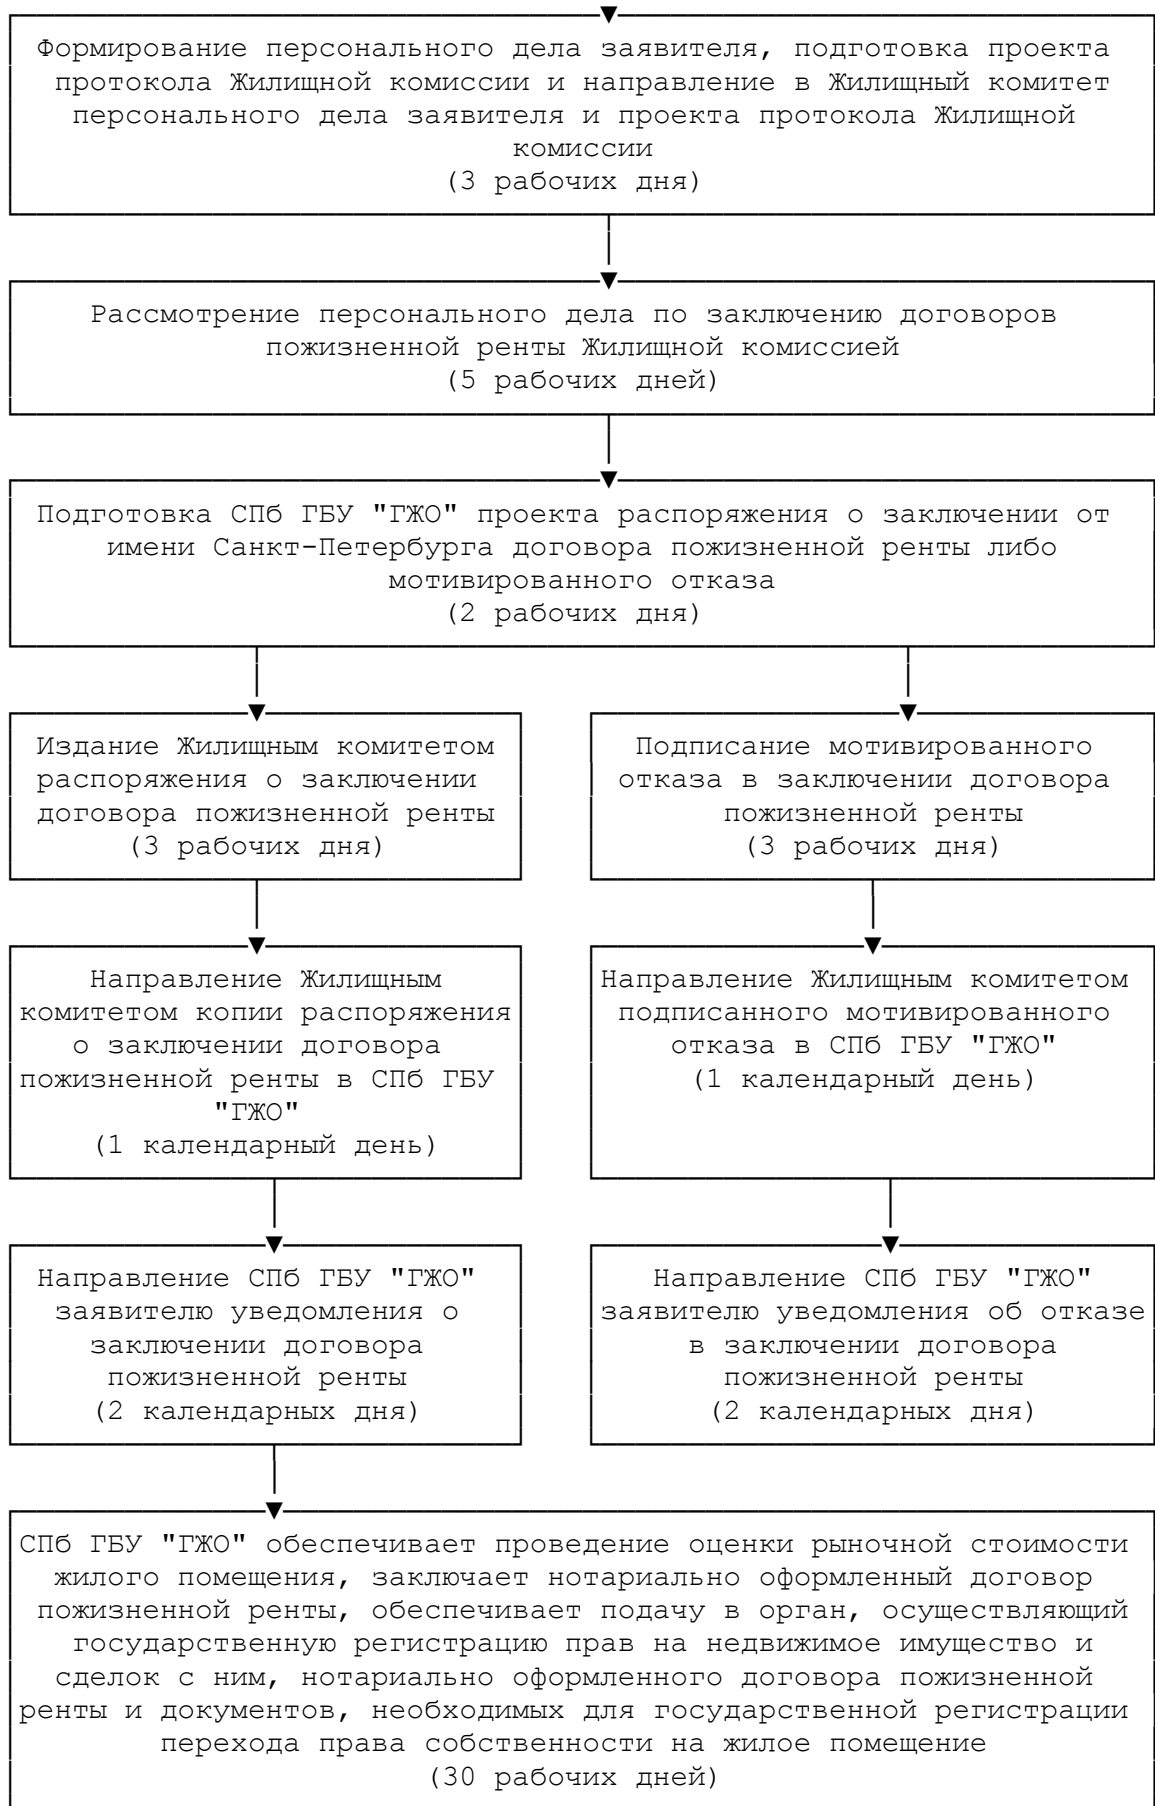 Формирование персонального дела заявителя, подготовка проекта
протокола Жилищной комиссии и направление в Жилищный комитет
персонального дела заявителя и проекта протокола Жилищной
комиссии
(3 рабочих дня)
Рассмотрение персонального дела по заключению договоров
пожизненной ренты Жилищной комиссией
(5 рабочих дней)
Подготовка СПб ГБУ "ГЖО" проекта распоряжения о заключении от
имени Санкт-Петербурга договора пожизненной ренты либо
мотивированного отказа
(2 рабочих дня)
Издание Жилищным комитетом
распоряжения о заключении
договора пожизненной ренты
(3 рабочих дня)
Подписание мотивированного
отказа в заключении договора
пожизненной ренты
(3 рабочих дня)
Направление Жилищным
комитетом копии распоряжения
о заключении договора
пожизненной ренты в СПб ГБУ
"ГЖО"
(1 календарный день)
Направление Жилищным комитетом
подписанного мотивированного
отказа в СПб ГБУ "ГЖО"
(1 календарный день)
Направление СПб ГБУ "ГЖО"
заявителю уведомления о
заключении договора
пожизненной ренты
(2 календарных дня)
Направление СПб ГБУ "ГЖО"
заявителю уведомления об отказе
в заключении договора
пожизненной ренты
(2 календарных дня)
СПб ГБУ "ГЖО" обеспечивает проведение оценки рыночной стоимости
жилого помещения, заключает нотариально оформленный договор
пожизненной ренты, обеспечивает подачу в орган, осуществляющий
государственную регистрацию прав на недвижимое имущество и
сделок с ним, нотариально оформленного договора пожизненной
ренты и документов, необходимых для государственной регистрации
перехода права собственности на жилое помещение
(30 рабочих дней)